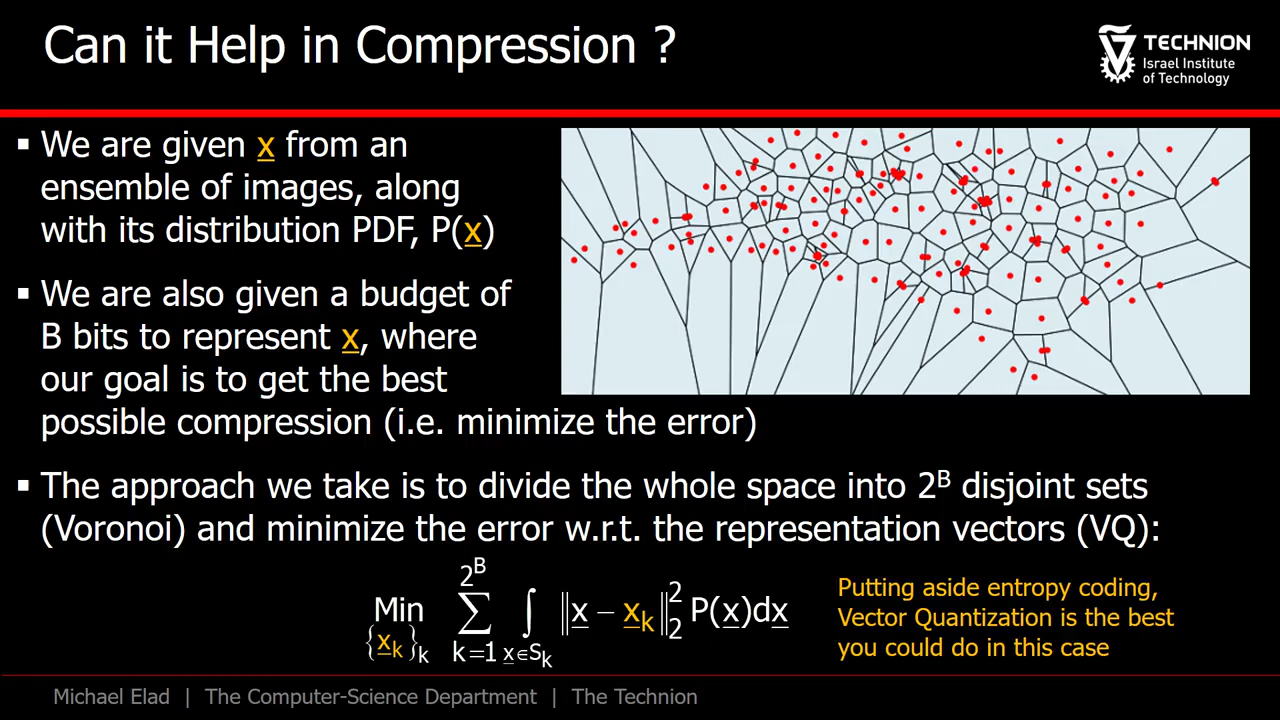 Can it Help in Compression ?
TECHNION
Israel Institute
of Technology
▪ We are given x from an
ensemble of images, along
with its distribution PDF, P(x)
▪ We are also given a budget of
B bits to represent x, where
our goal is to get the best
possible compression (i.e. minimize the error)
▪ The approach we take is to divide the whole space into 2^B disjoint sets
(Voronoi) and minimize the error w.r.t. the representation vectors (VQ):
Min_{{x_k}_k} ∑_{k=1}^{2^B} ∫_{x∈S_k} ‖x − x_k‖_2^2 P(x)dx
Putting aside entropy coding,
Vector Quantization is the best
you could do in this case
Michael Elad | The Computer-Science Department | The Technion